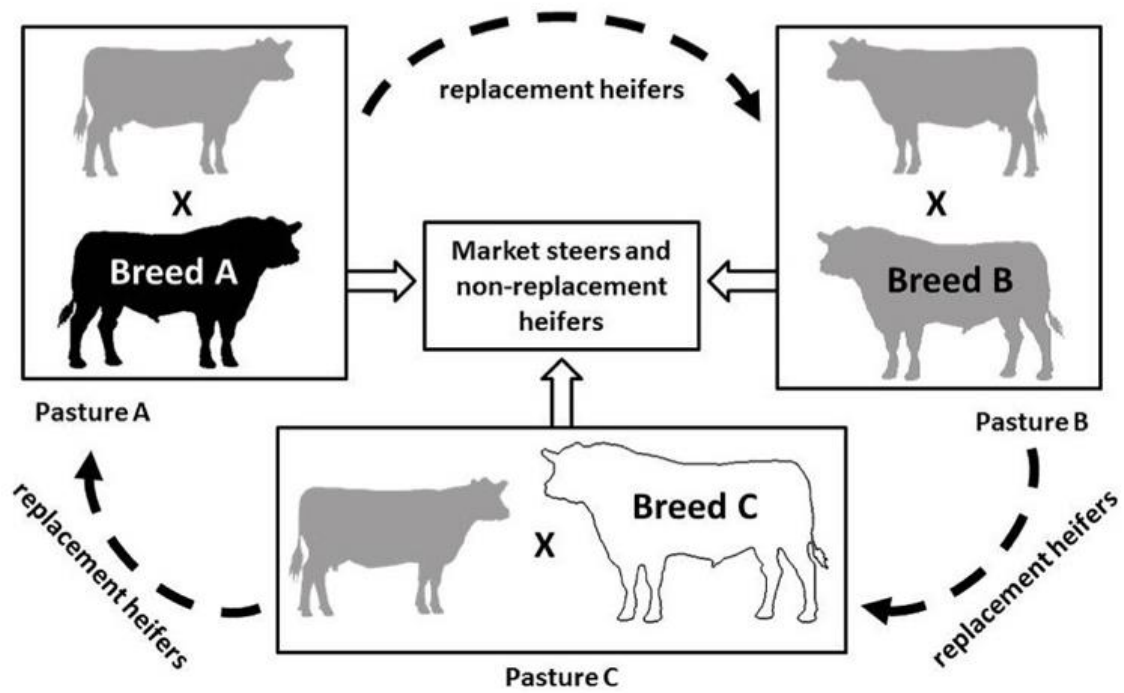 replacement heifers
X
Breed A
X
Breed B
Market steers and
non-replacement
heifers
Pasture A
Pasture B
replacement heifers
X
Breed C
replacement heifers
Pasture C